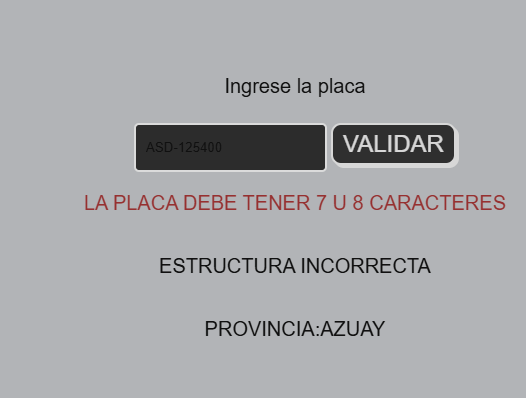 Ingrese la placa
ASD-125400 VALIDAR
LA PLACA DEBE TENER 7 U 8 CARACTERES
ESTRUCTURA INCORRECTA
PROVINCIA:AZUAY